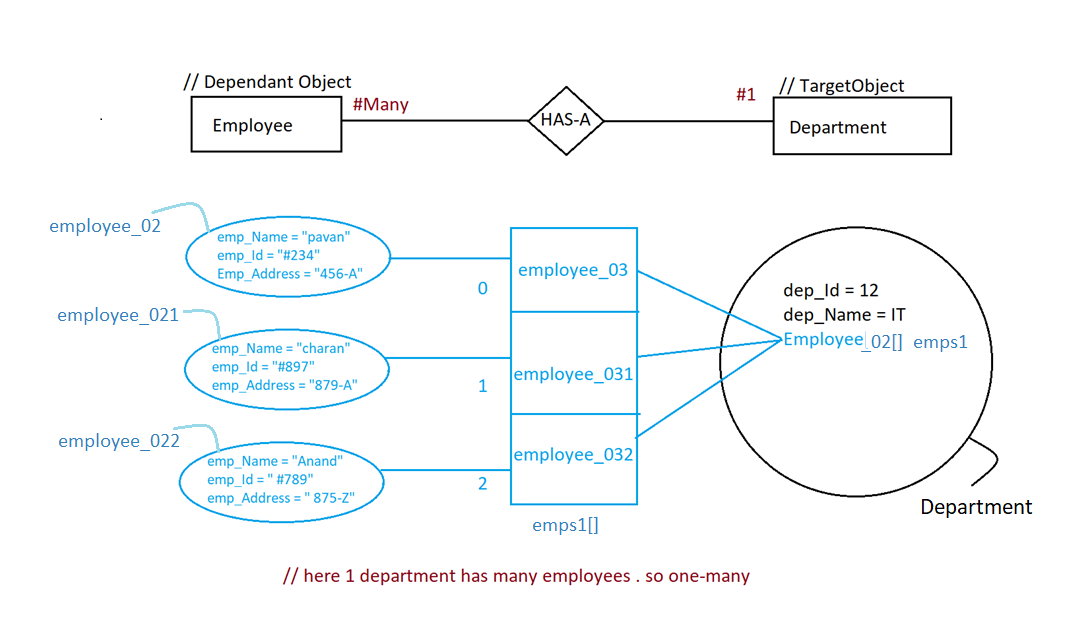 // Dependant Object
// TargetObject
#Many
#1
Employee
HAS-A
Department
employee_02
emp_Name = "pavan"
emp_Id = "#234"
Emp_Address = "456-A"
employee_021
emp_Name = "charan"
emp_Id = "#897"
emp_Address = "879-A"
employee_022
emp_Name = "Anand"
emp_Id = " #789"
emp_Address = " 875-Z"
0
1
2
employee_03
employee_031
employee_032
emps1[]
dep_Id = 12
dep_Name = IT
Employee_02[] emps1
Department
// here 1 department has many employees . so one-many